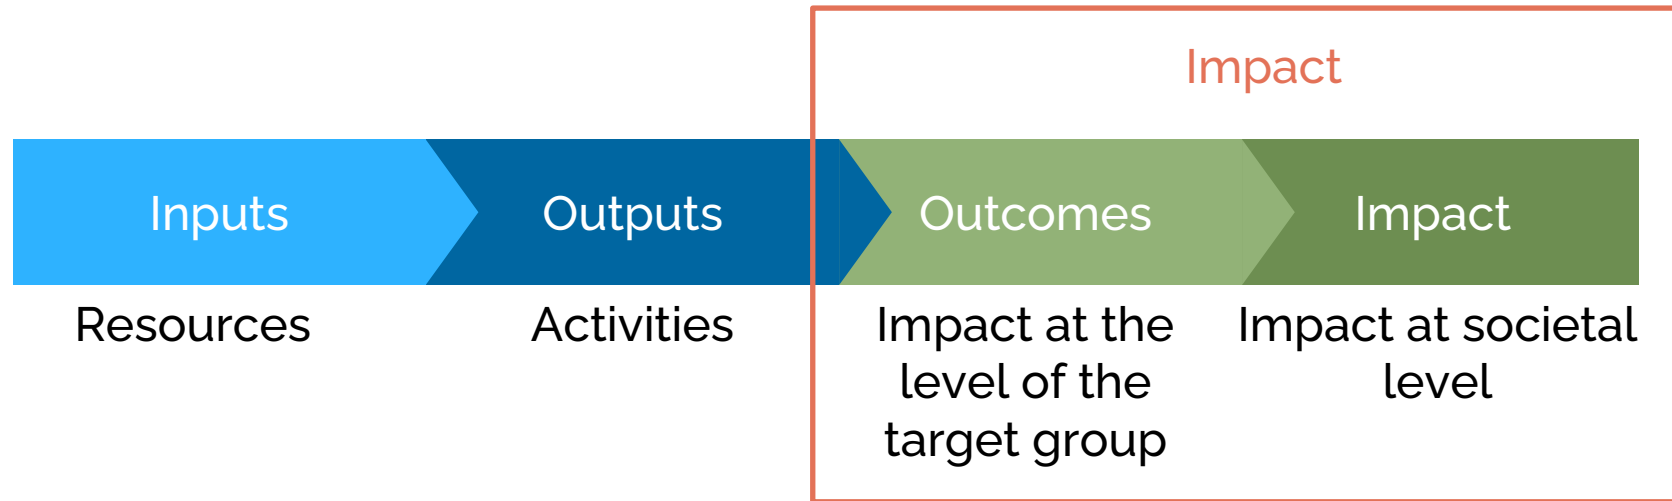 Impact
Inputs
Outputs
Outcomes
Impact
Resources
Activities
Impact at the
level of the
target group
Impact at societal
level